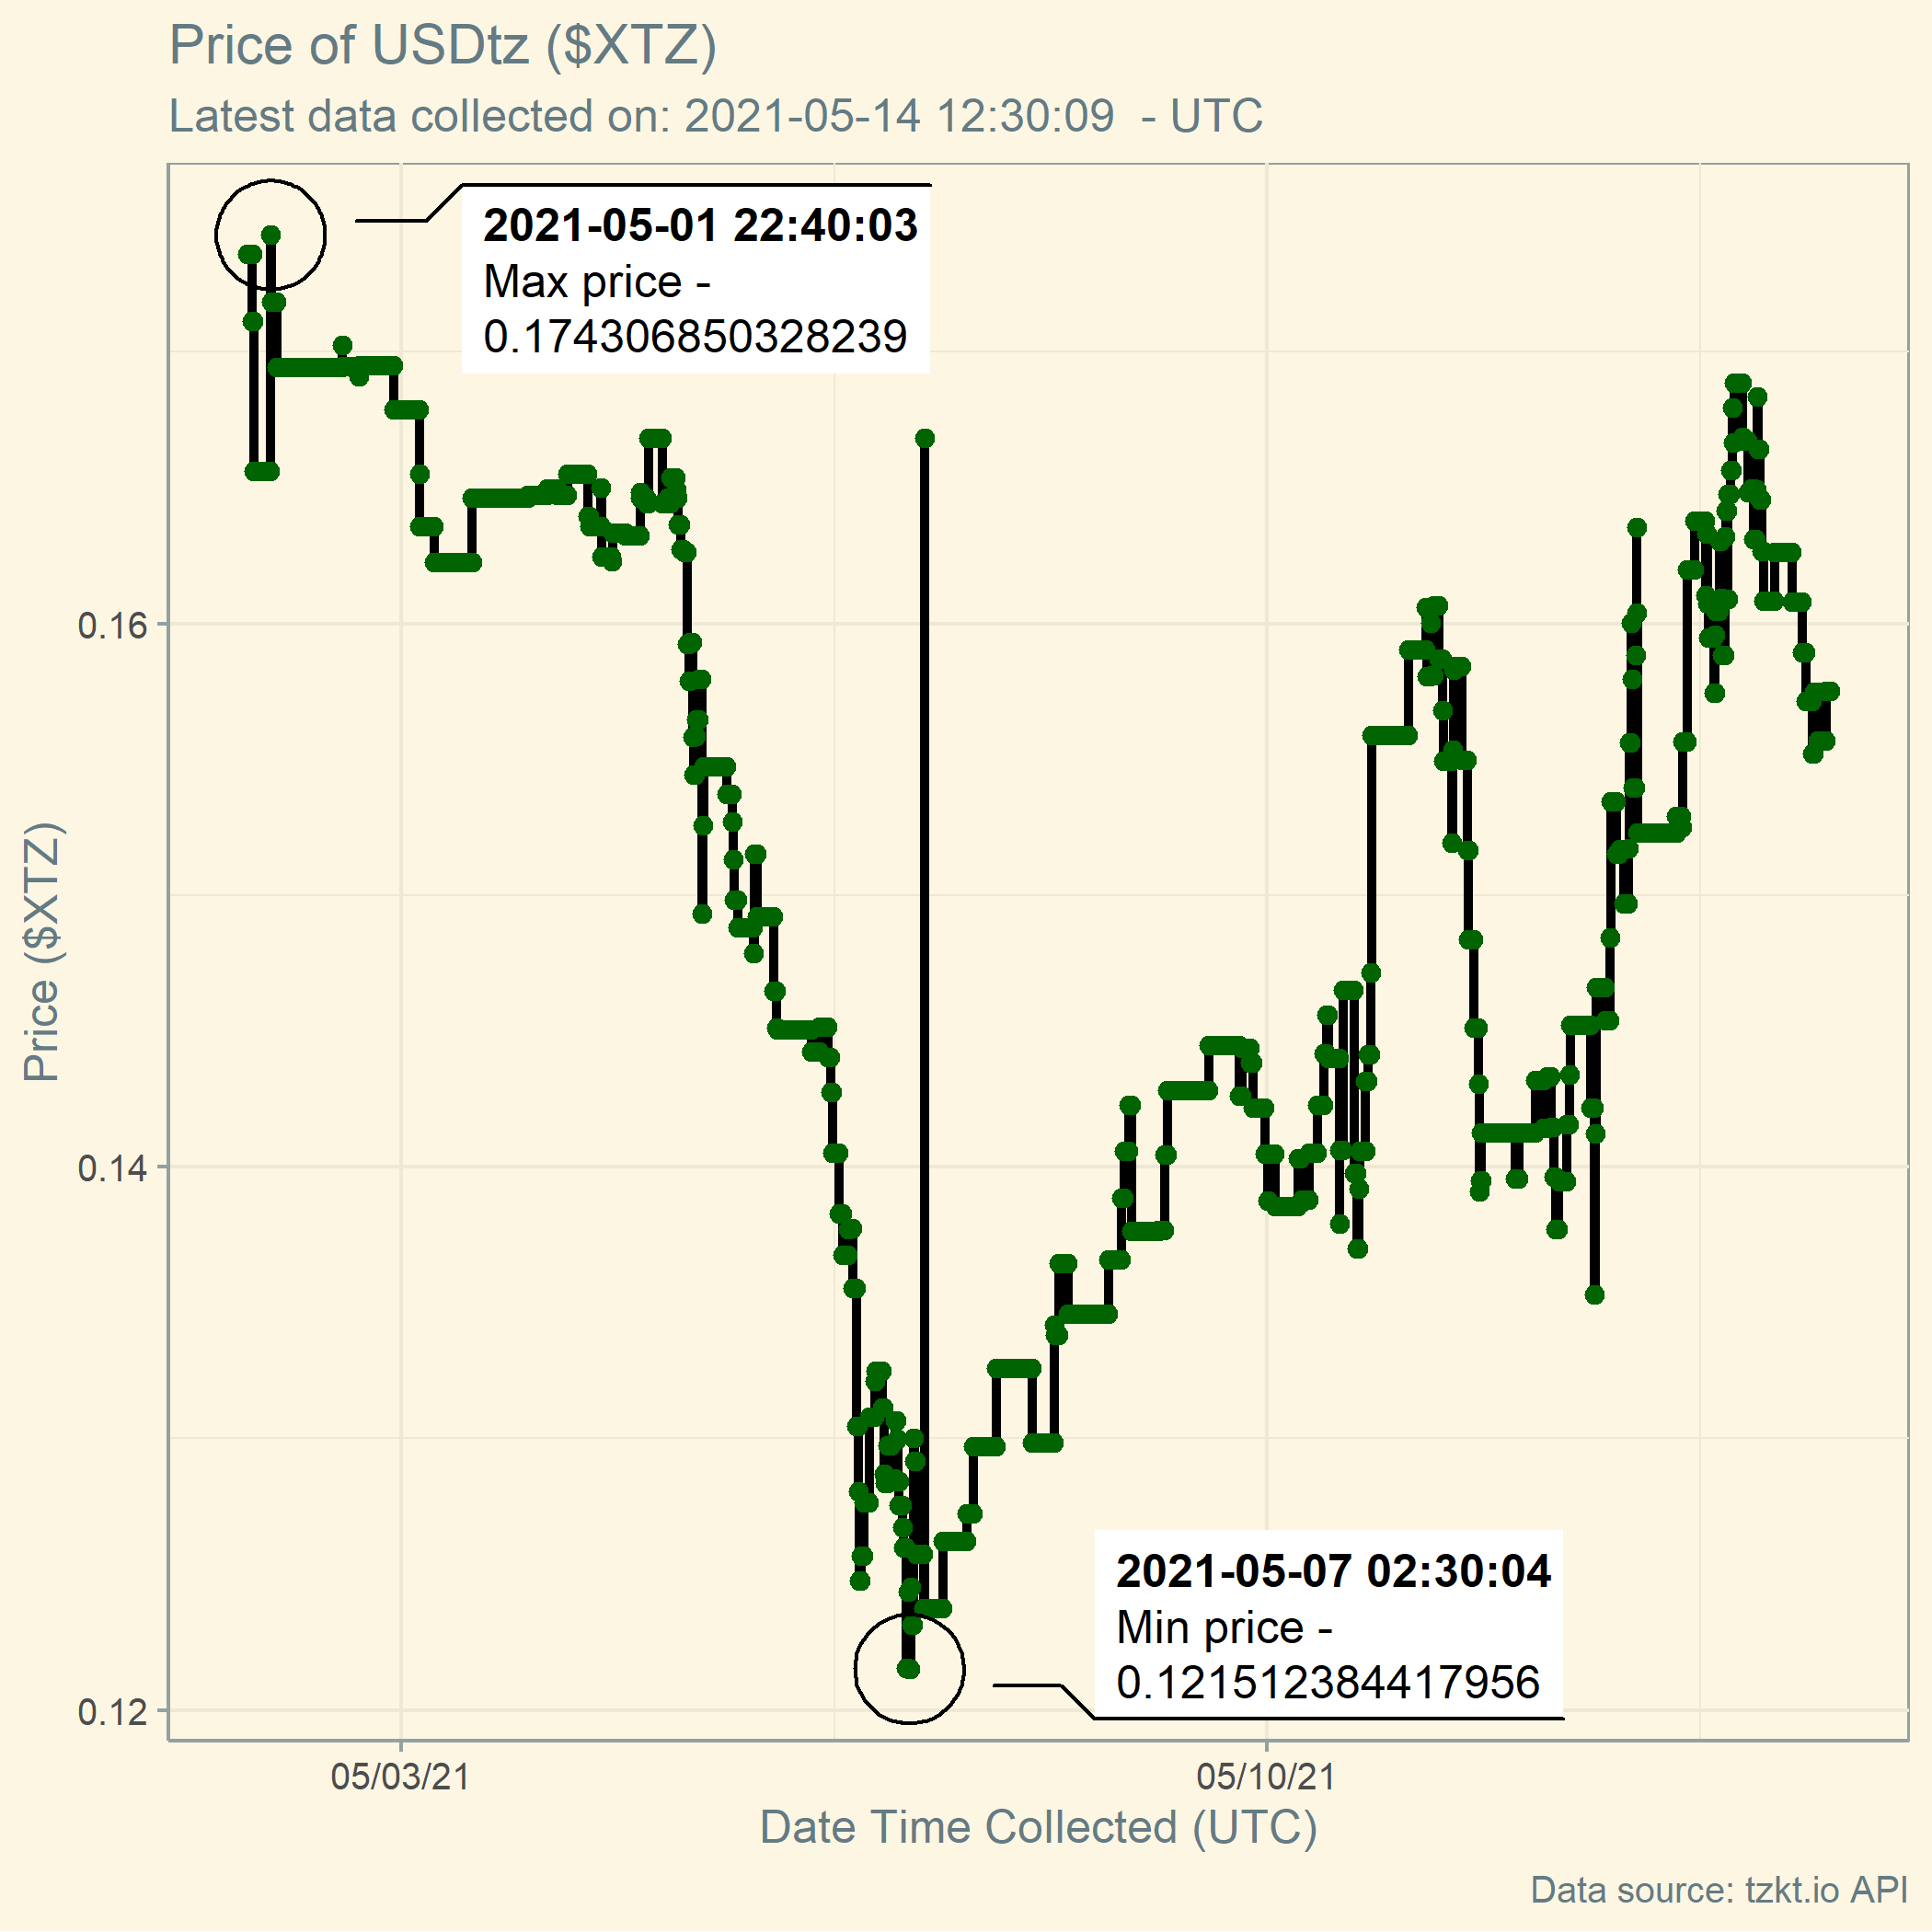 Price of USDtz ($XTZ)
Latest data collected on: 2021-05-14 12:30:09  - UTC
2021-05-01 22:40:03
Max price -
0.174306850328239
0.16
Price ($XTZ)
0.14
2021-05-07 02:30:04
Min price -
0.121512384417956
0.12
05/03/21
05/10/21
Date Time Collected (UTC)
Data source: tzkt.io API